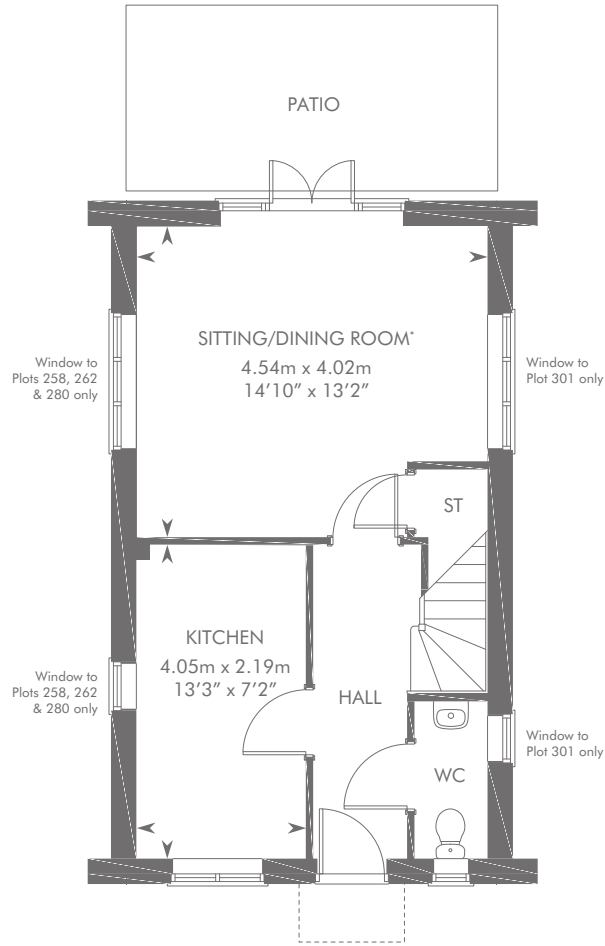 PATIO
SITTING/DINING ROOM*
4.54m x 4.02m
14’10” x 13’2”
Window to
Plots 258, 262
& 280 only
Window to
Plot 301 only
ST
KITCHEN
4.05m x 2.19m
13’3” x 7’2”
Window to
Plots 258, 262
& 280 only
HALL
WC
Window to
Plot 301 only